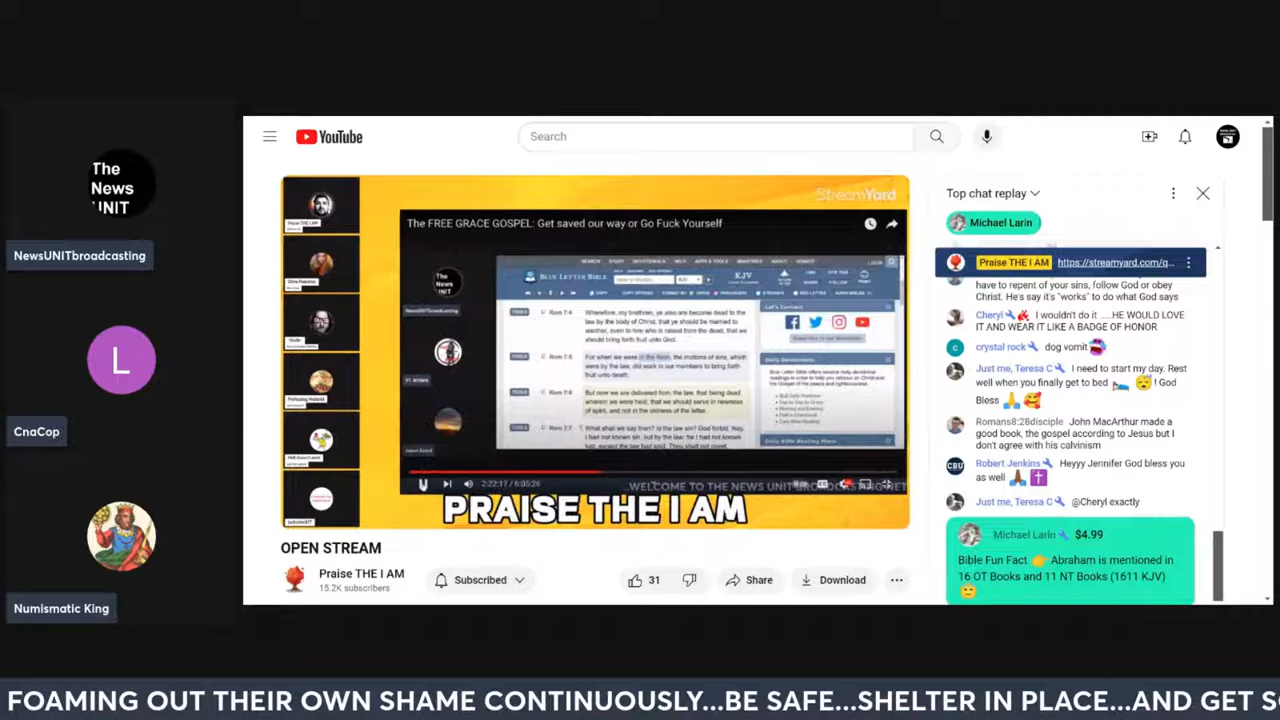 The
News
UNIT
NewsUNITbroadcasting
L
CnaCop
Numismatic King
YouTube
Search
StreamYard
The FREE GRACE GOSPEL: Get saved our way or Go Fuck Yourself
BLUE LETTER BIBLE
KJV
Rom 7:4
Wherefore, my brethren, ye also are become dead to the
law by the body of Christ; that ye should be married to
another, even to him who is raised from the dead, that we
should bring forth fruit unto God.
Rom 7:5
For when we were in the flesh, the motions of sins, which
were by the law, did work in our members to bring forth
fruit unto death.
Rom 7:6
But now we are delivered from the law, that being dead
wherein we were held; that we should serve in newness
of spirit, and not in the oldness of the letter.
Rom 7:7
What shall we say then? Is the law sin? God forbid. Nay,
I had not known sin, but by the law: for I had not known
Let's Connect
2:22:17 / 6:05:26
...WELCOME TO THE NEWS UNIT BROADCASTING NET
PRAISE THE I AM
OPEN STREAM
Praise THE I AM
15.2K subscribers
Subscribed
31
Share
Download
Top chat replay
Michael Larin
Praise THE I AM https://streamyard.com/q...
have to repent of your sins, follow God or obey
Christ. He say it's "works" to do what God says
Cheryl I wouldn't do it .....HE WOULD LOVE
IT AND WEAR IT LIKE A BADGE OF HONOR
C
crystal rock dog vomit
Just me, Teresa C I need to start my day. Rest
well when you finally get to bed ! God
Bless
Romans8:28disciple John MacArthur made a
good book, the gospel according to Jesus but I
don't agree with his calvinism
CBU
Robert Jenkins Heyyy Jennifer God bless you
as well
Just me, Teresa C @Cheryl exactly
Michael Larin $4.99
Bible Fun Fact 👉 Abraham is mentioned in
16 OT Books and 11 NT Books (1611 KJV)
😊
FOAMING OUT THEIR OWN SHAME CONTINUOUSLY...BE SAFE...SHELTER IN PLACE...AND GET S